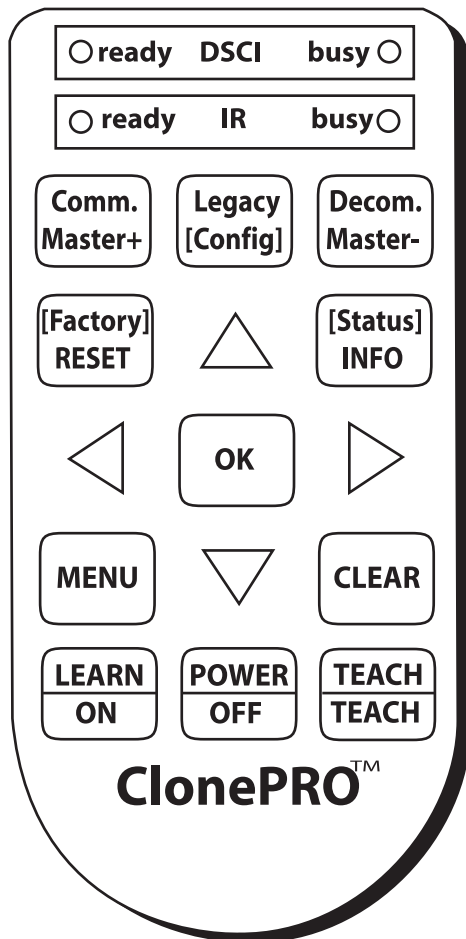 ready DSCI busy
ready IR busy
Comm. Legacy Decom.
Master+ [Config] Master-
[Factory] [Status]
RESET INFO
OK
MENU CLEAR
LEARN POWER TEACH
ON OFF TEACH
ClonePRO™